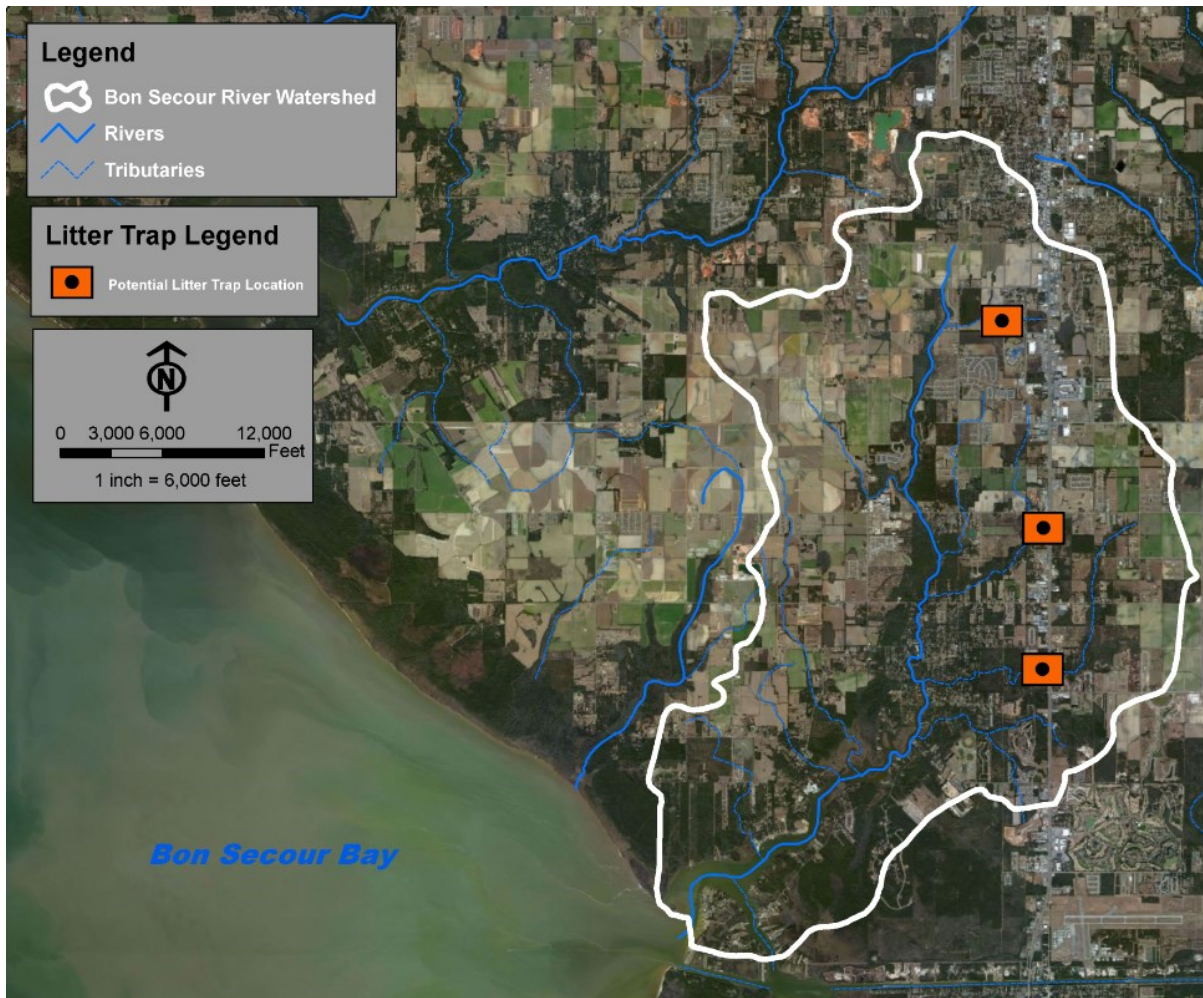 Legend
Bon Secour River Watershed
Rivers
Tributaries
Litter Trap Legend
Potential Litter Trap Location
N
0 3,000 6,000 12,000
Feet
1 inch = 6,000 feet
Bon Secour Bay